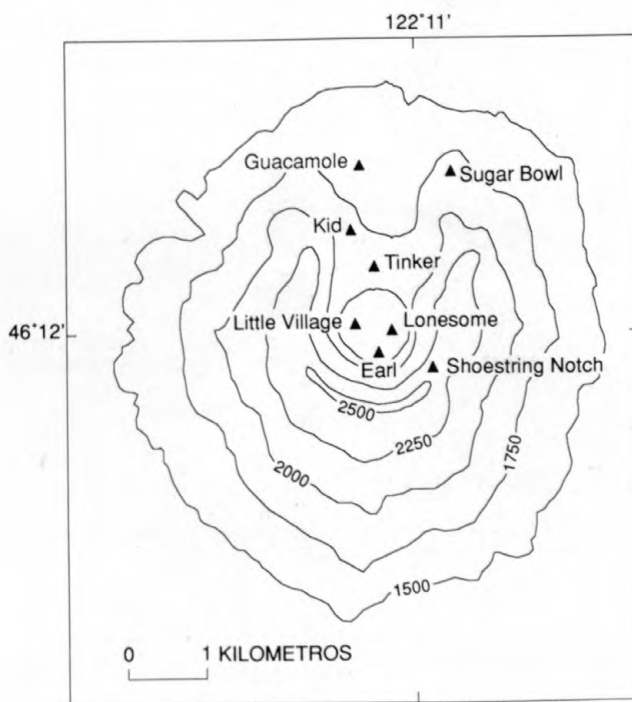 122°11'
Guacamole
Sugar Bowl
Kid
Tinker
Little Village
Lonesome
46°12'
Earl
Shoestring Notch
2500
2250
1750
2000
1500
0 1 KILOMETROS